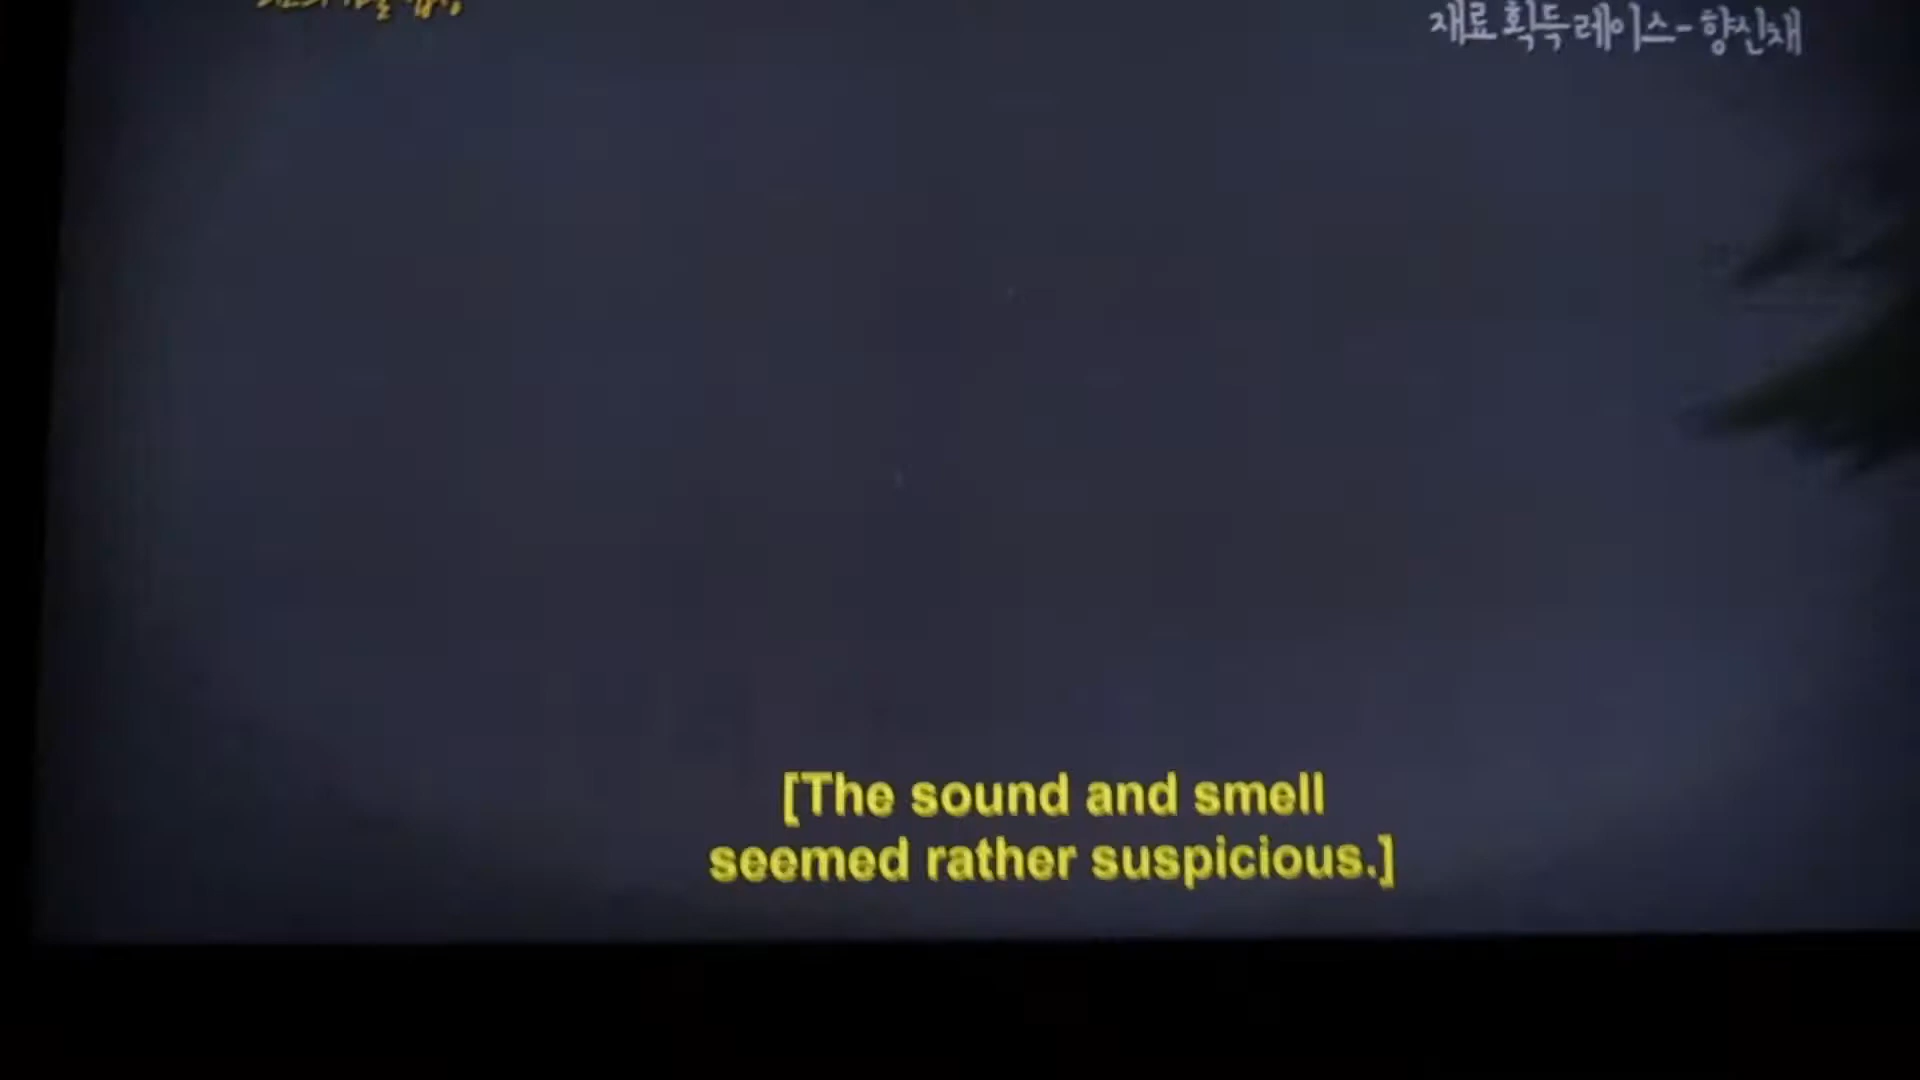 재료 획득 레이스- 향신채
[The sound and smell
seemed rather suspicious.]